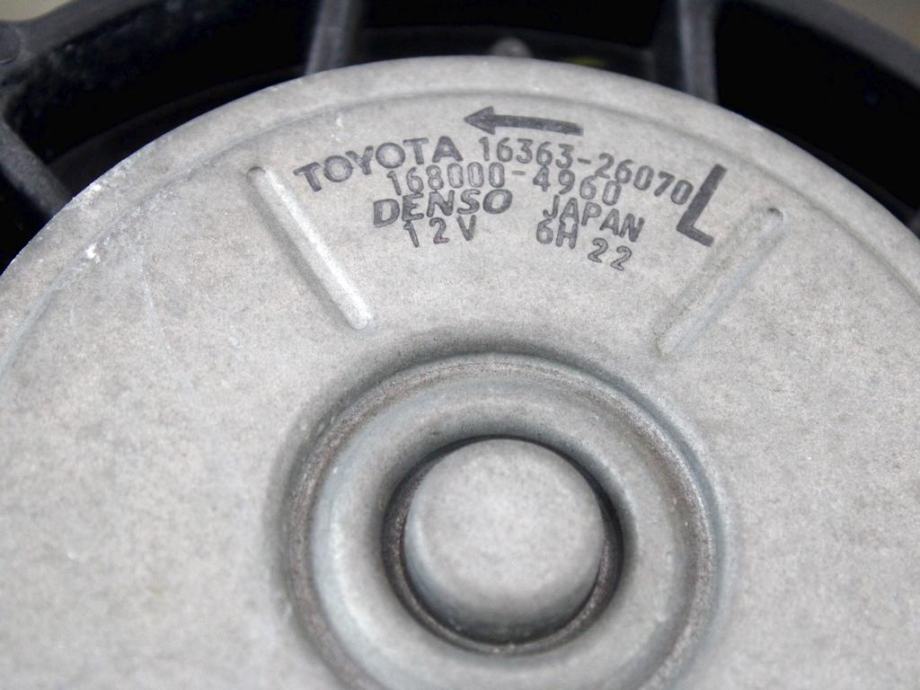 ←
TOYOTA 16363-26070 L
168000-4960
DENSO JAPAN
12V 6H 22